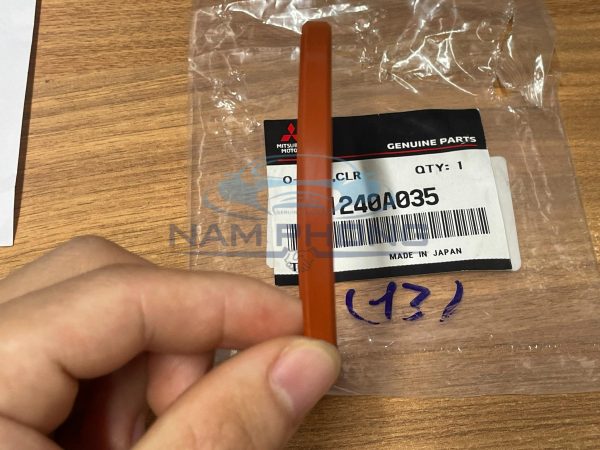 MITSUBISHI
MOTORS
GENUINE PARTS
CLR QTY: 1
1240A035
NAM PHONG
MADE IN JAPAN
(13)